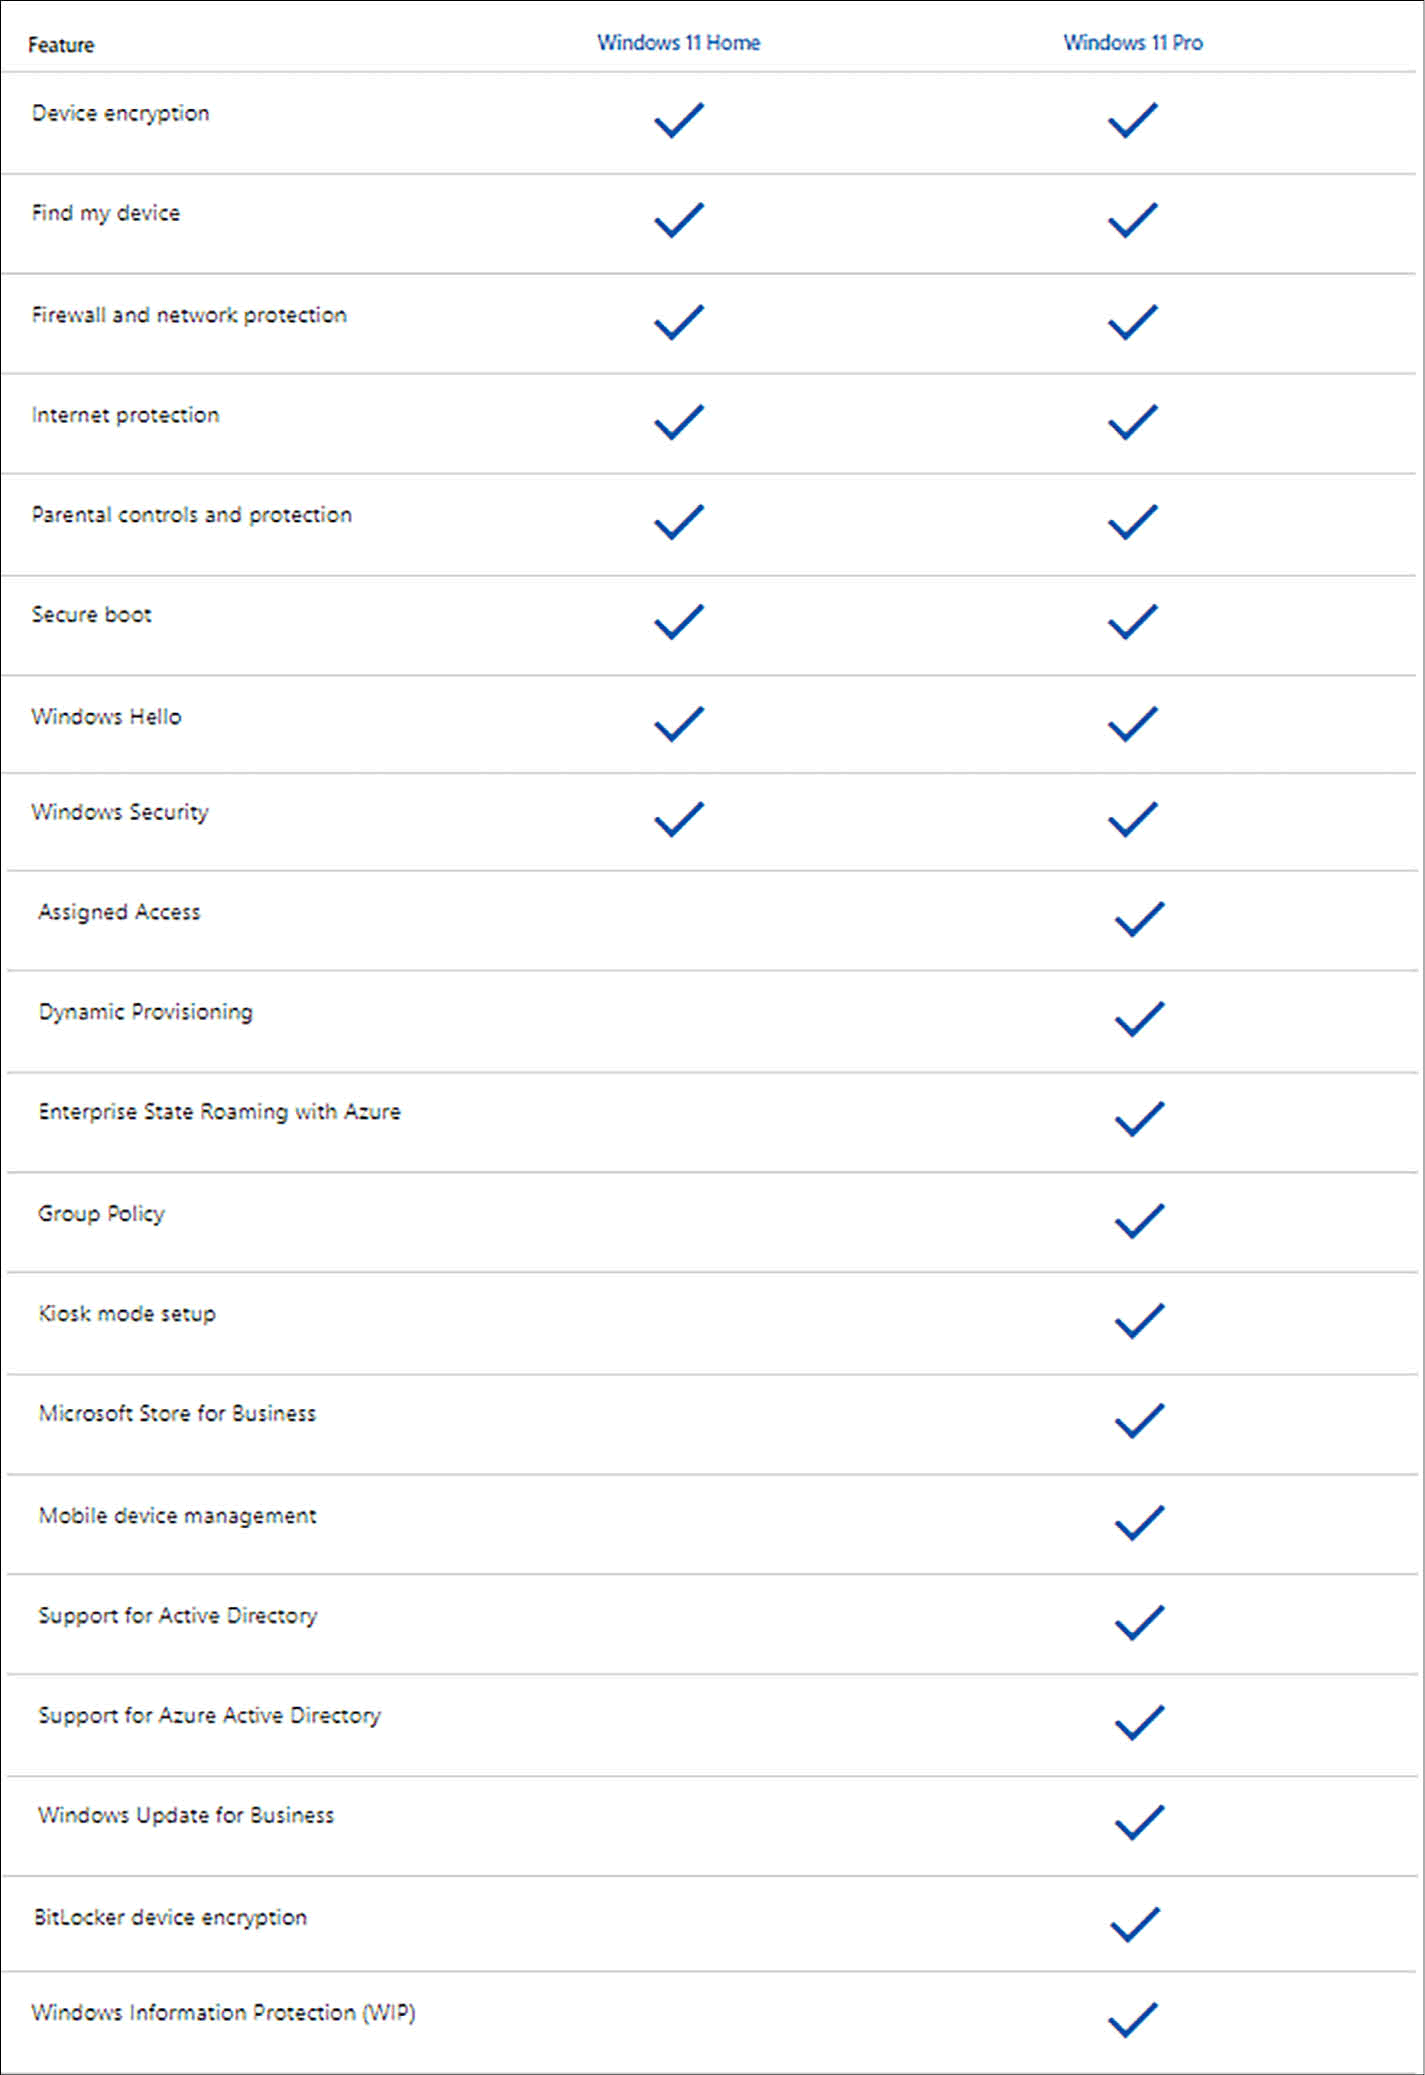 Feature Windows 11 Home Windows 11 Pro
Device encryption
Find my device
Firewall and network protection
Internet protection
Parental controls and protection
Secure boot
Windows Hello
Windows Security
Assigned Access
Dynamic Provisioning
Enterprise State Roaming with Azure
Group Policy
Kiosk mode setup
Microsoft Store for Business
Mobile device management
Support for Active Directory
Support for Azure Active Directory
Windows Update for Business
BitLocker device encryption
Windows Information Protection (WIP)